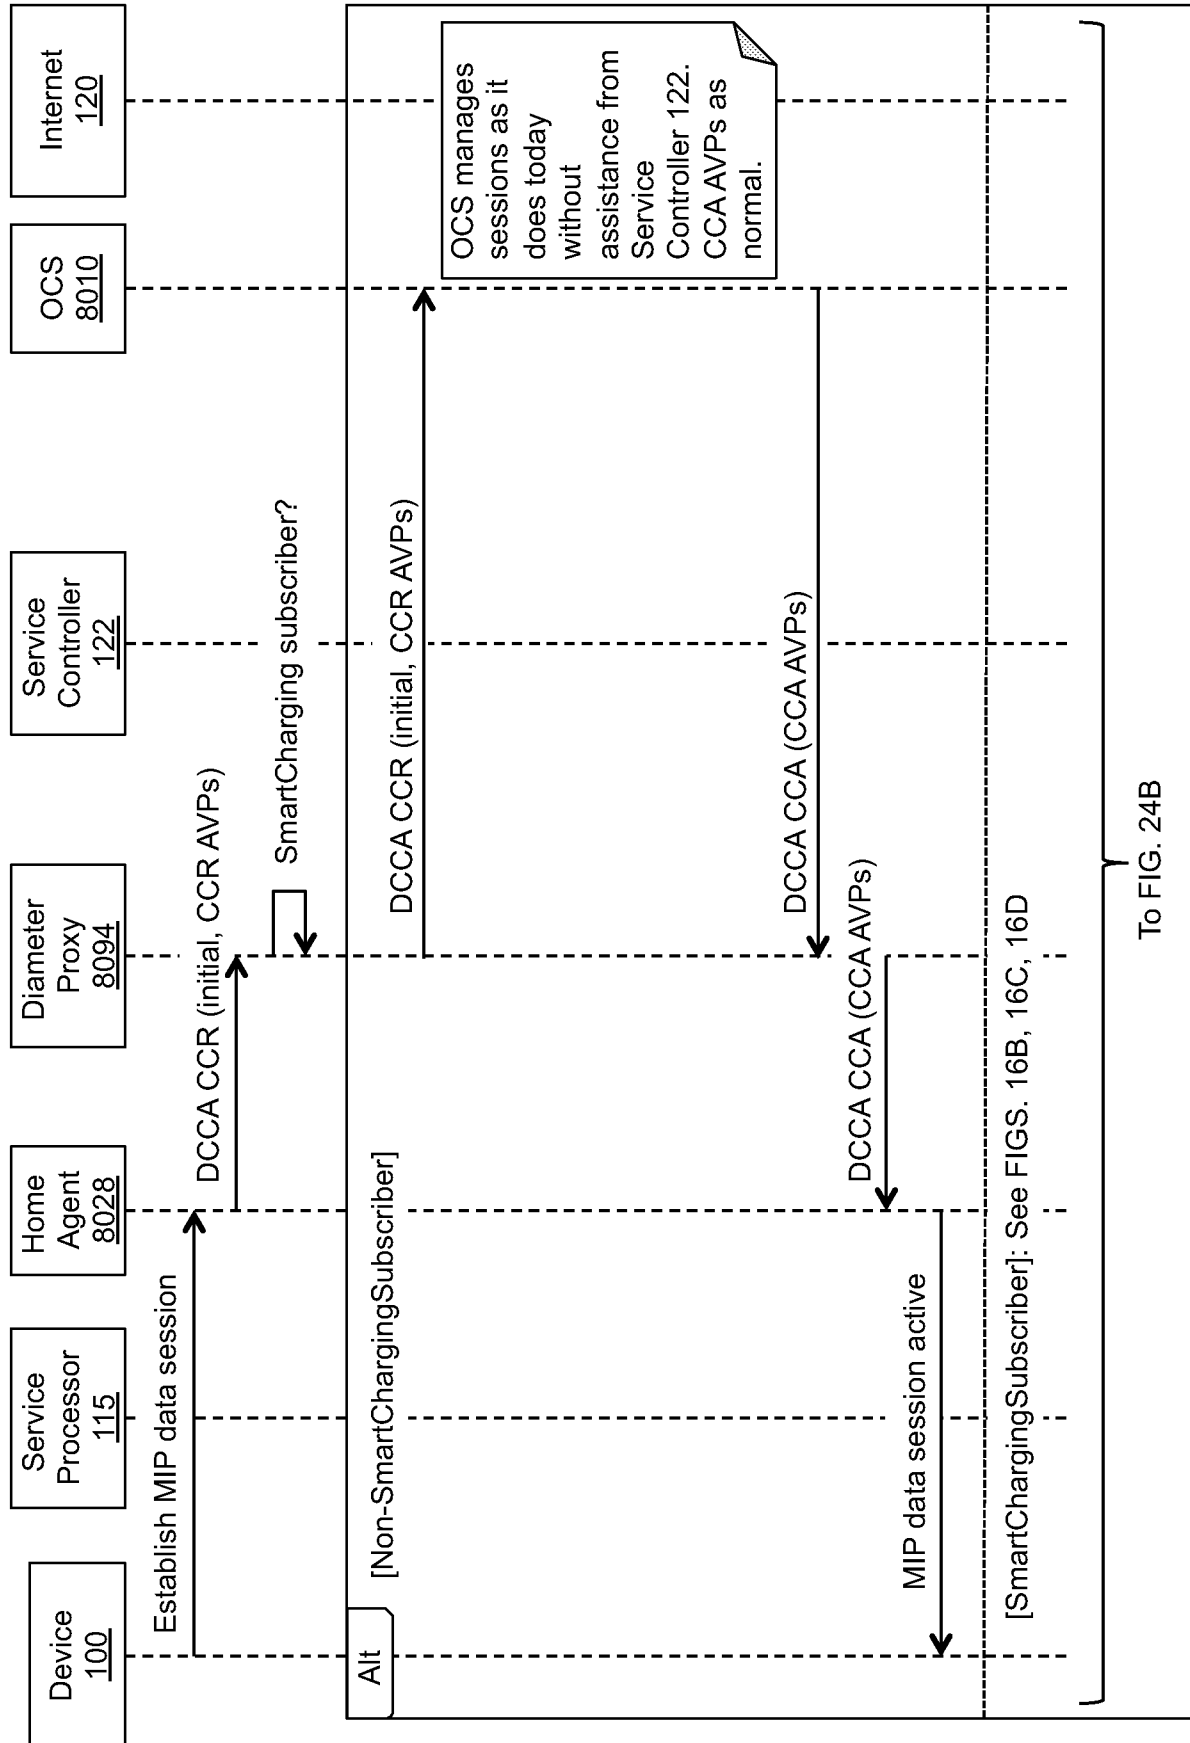 Device
100
Service
Processor
115
Home
Agent
8028
Diameter
Proxy
8094
Service
Controller
122
OCS
8010
Internet
120
Establish MIP data session
DCCA CCR (initial, CCR AVPs)
SmartCharging subscriber?
Alt
[Non-SmartChargingSubscriber]
DCCA CCR (initial, CCR AVPs)
OCS manages
sessions as it
does today
without
assistance from
Service
Controller 122.
CCA AVPs as
normal.
DCCA CCA (CCA AVPs)
DCCA CCA (CCA AVPs)
MIP data session active
[SmartChargingSubscriber]: See FIGS. 16B, 16C, 16D
To FIG. 24B